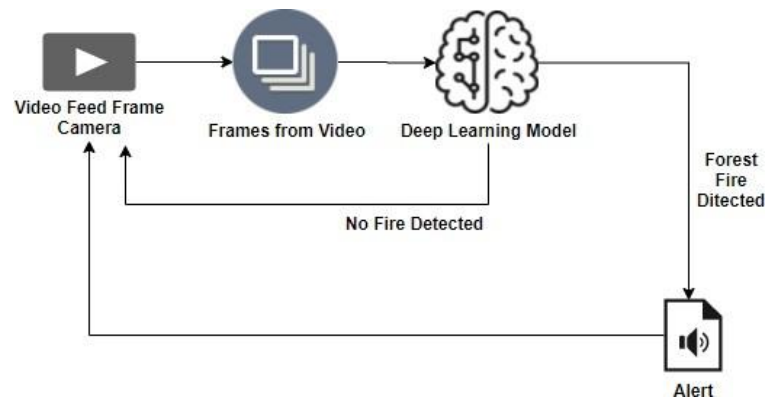 Video Feed Frame
Camera
Frames from Video
Deep Learning Model
Forest
Fire
Ditected
No Fire Detected
Alert